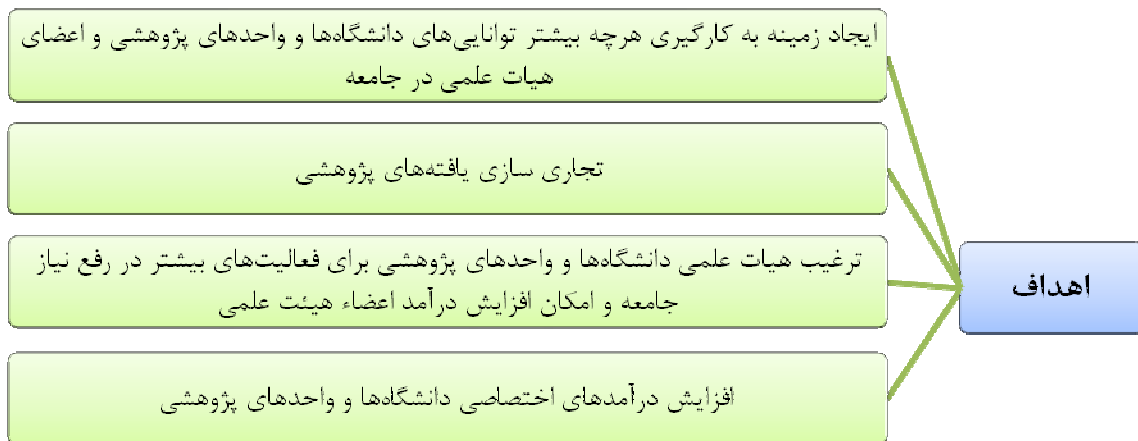 اهداف
ایجاد زمینه به کارگیری هرچه بیشتر توانایی‌های دانشگاه‌ها و واحدهای پژوهشی و اعضای
هیات علمی در جامعه
تجاری سازی یافته‌های پژوهشی
ترغیب هیات علمی دانشگاه‌ها و واحدهای پژوهشی برای فعالیت‌های بیشتر در رفع نیاز
جامعه و امکان افزایش درآمد اعضاء هیئت علمی
افزایش درآمدهای اختصاصی دانشگاه‌ها و واحدهای پژوهشی